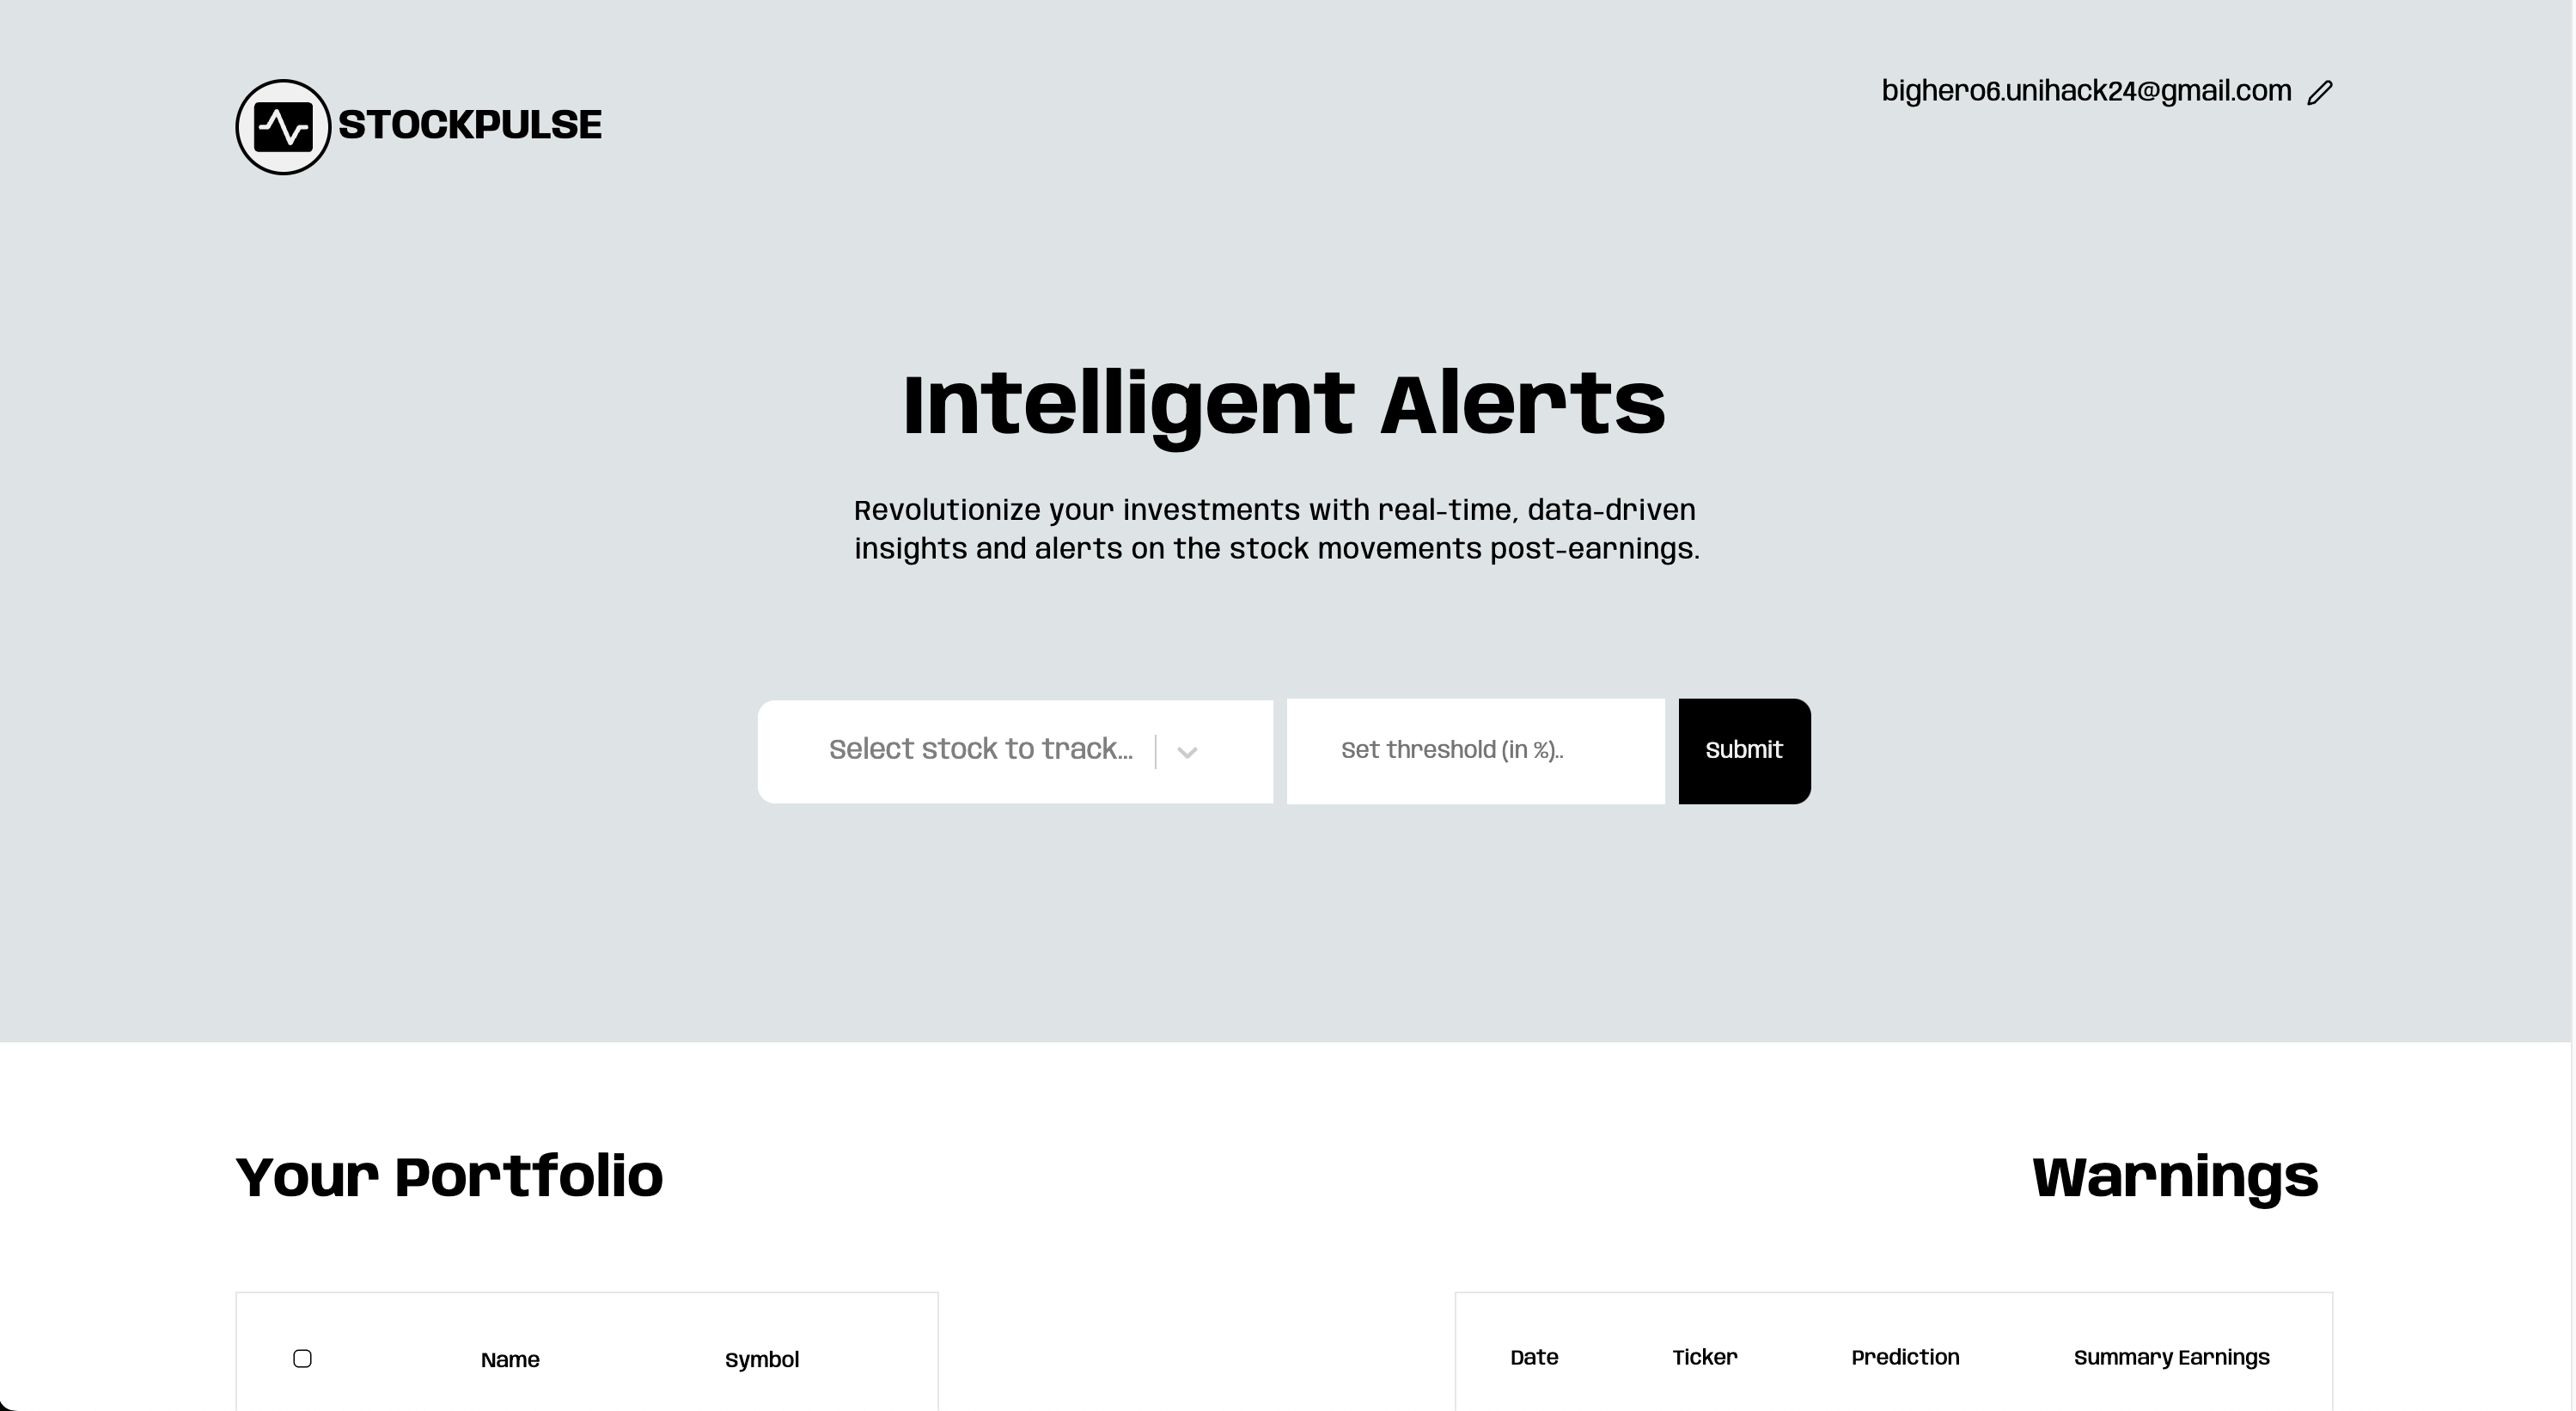 STOCKPULSE
bighero6.unihack24@gmail.com
Intelligent Alerts
Revolutionize your investments with real-time, data-driven
insights and alerts on the stock movements post-earnings.
Select stock to track...
Set threshold (in %)..
Submit
Your Portfolio
Warnings
Name Symbol
Date Ticker Prediction Summary Earnings